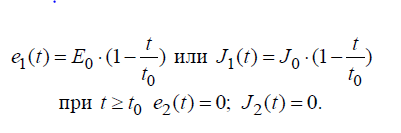 e₁(t) = E₀ · (1 − t/t₀) или J₁(t) = J₀ · (1 − t/t₀)
при t ≥ t₀ e₂(t) = 0; J₂(t) = 0.